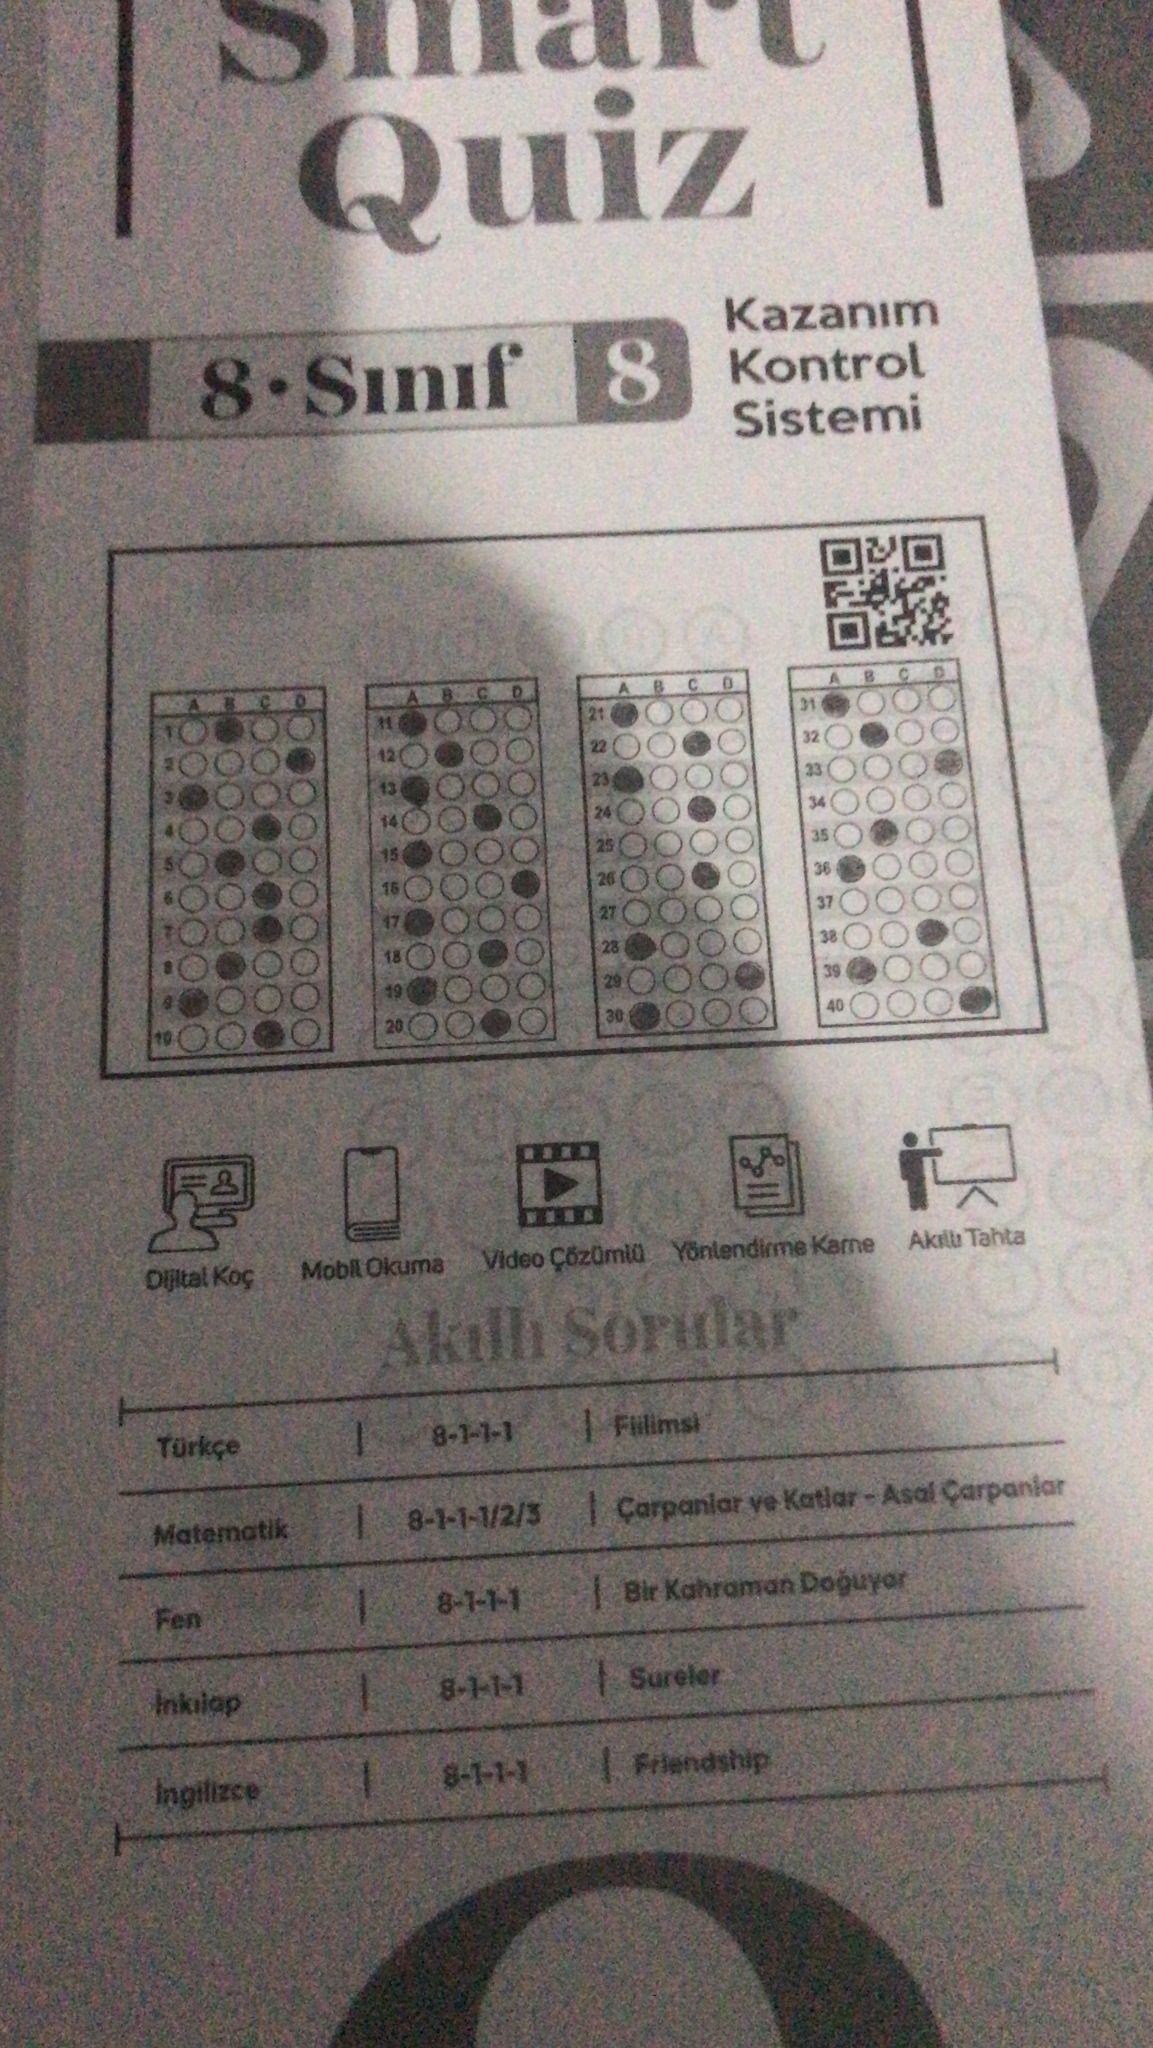 Smart
Quiz
8.Sınıf 8
Kazanım
Kontrol
Sistemi
A B C D
1
2
3
4
5
6
7
8
9
10
A B C D
11
12
13
14
15
16
17
18
19
20
A B C D
21
22
23
24
25
26
27
28
29
30
A B C D
31
32
33
34
35
36
37
38
39
40
Dijital Koç
Mobil Okuma
Video Çözümlü
Yönlendirme Karne
Akıllı Tahta
Akıllı Sorular
Türkçe | 8-1-1-1 | Fiilimsi
Matematik | 8-1-1-1/2/3 | Çarpanlar ve Katlar - Asal Çarpanlar
Fen | 8-1-1-1 | Bir Kahraman Doğuyor
İnkılap | 8-1-1-1 | Sureler
İngilizce | 8-1-1-1 | Friendship